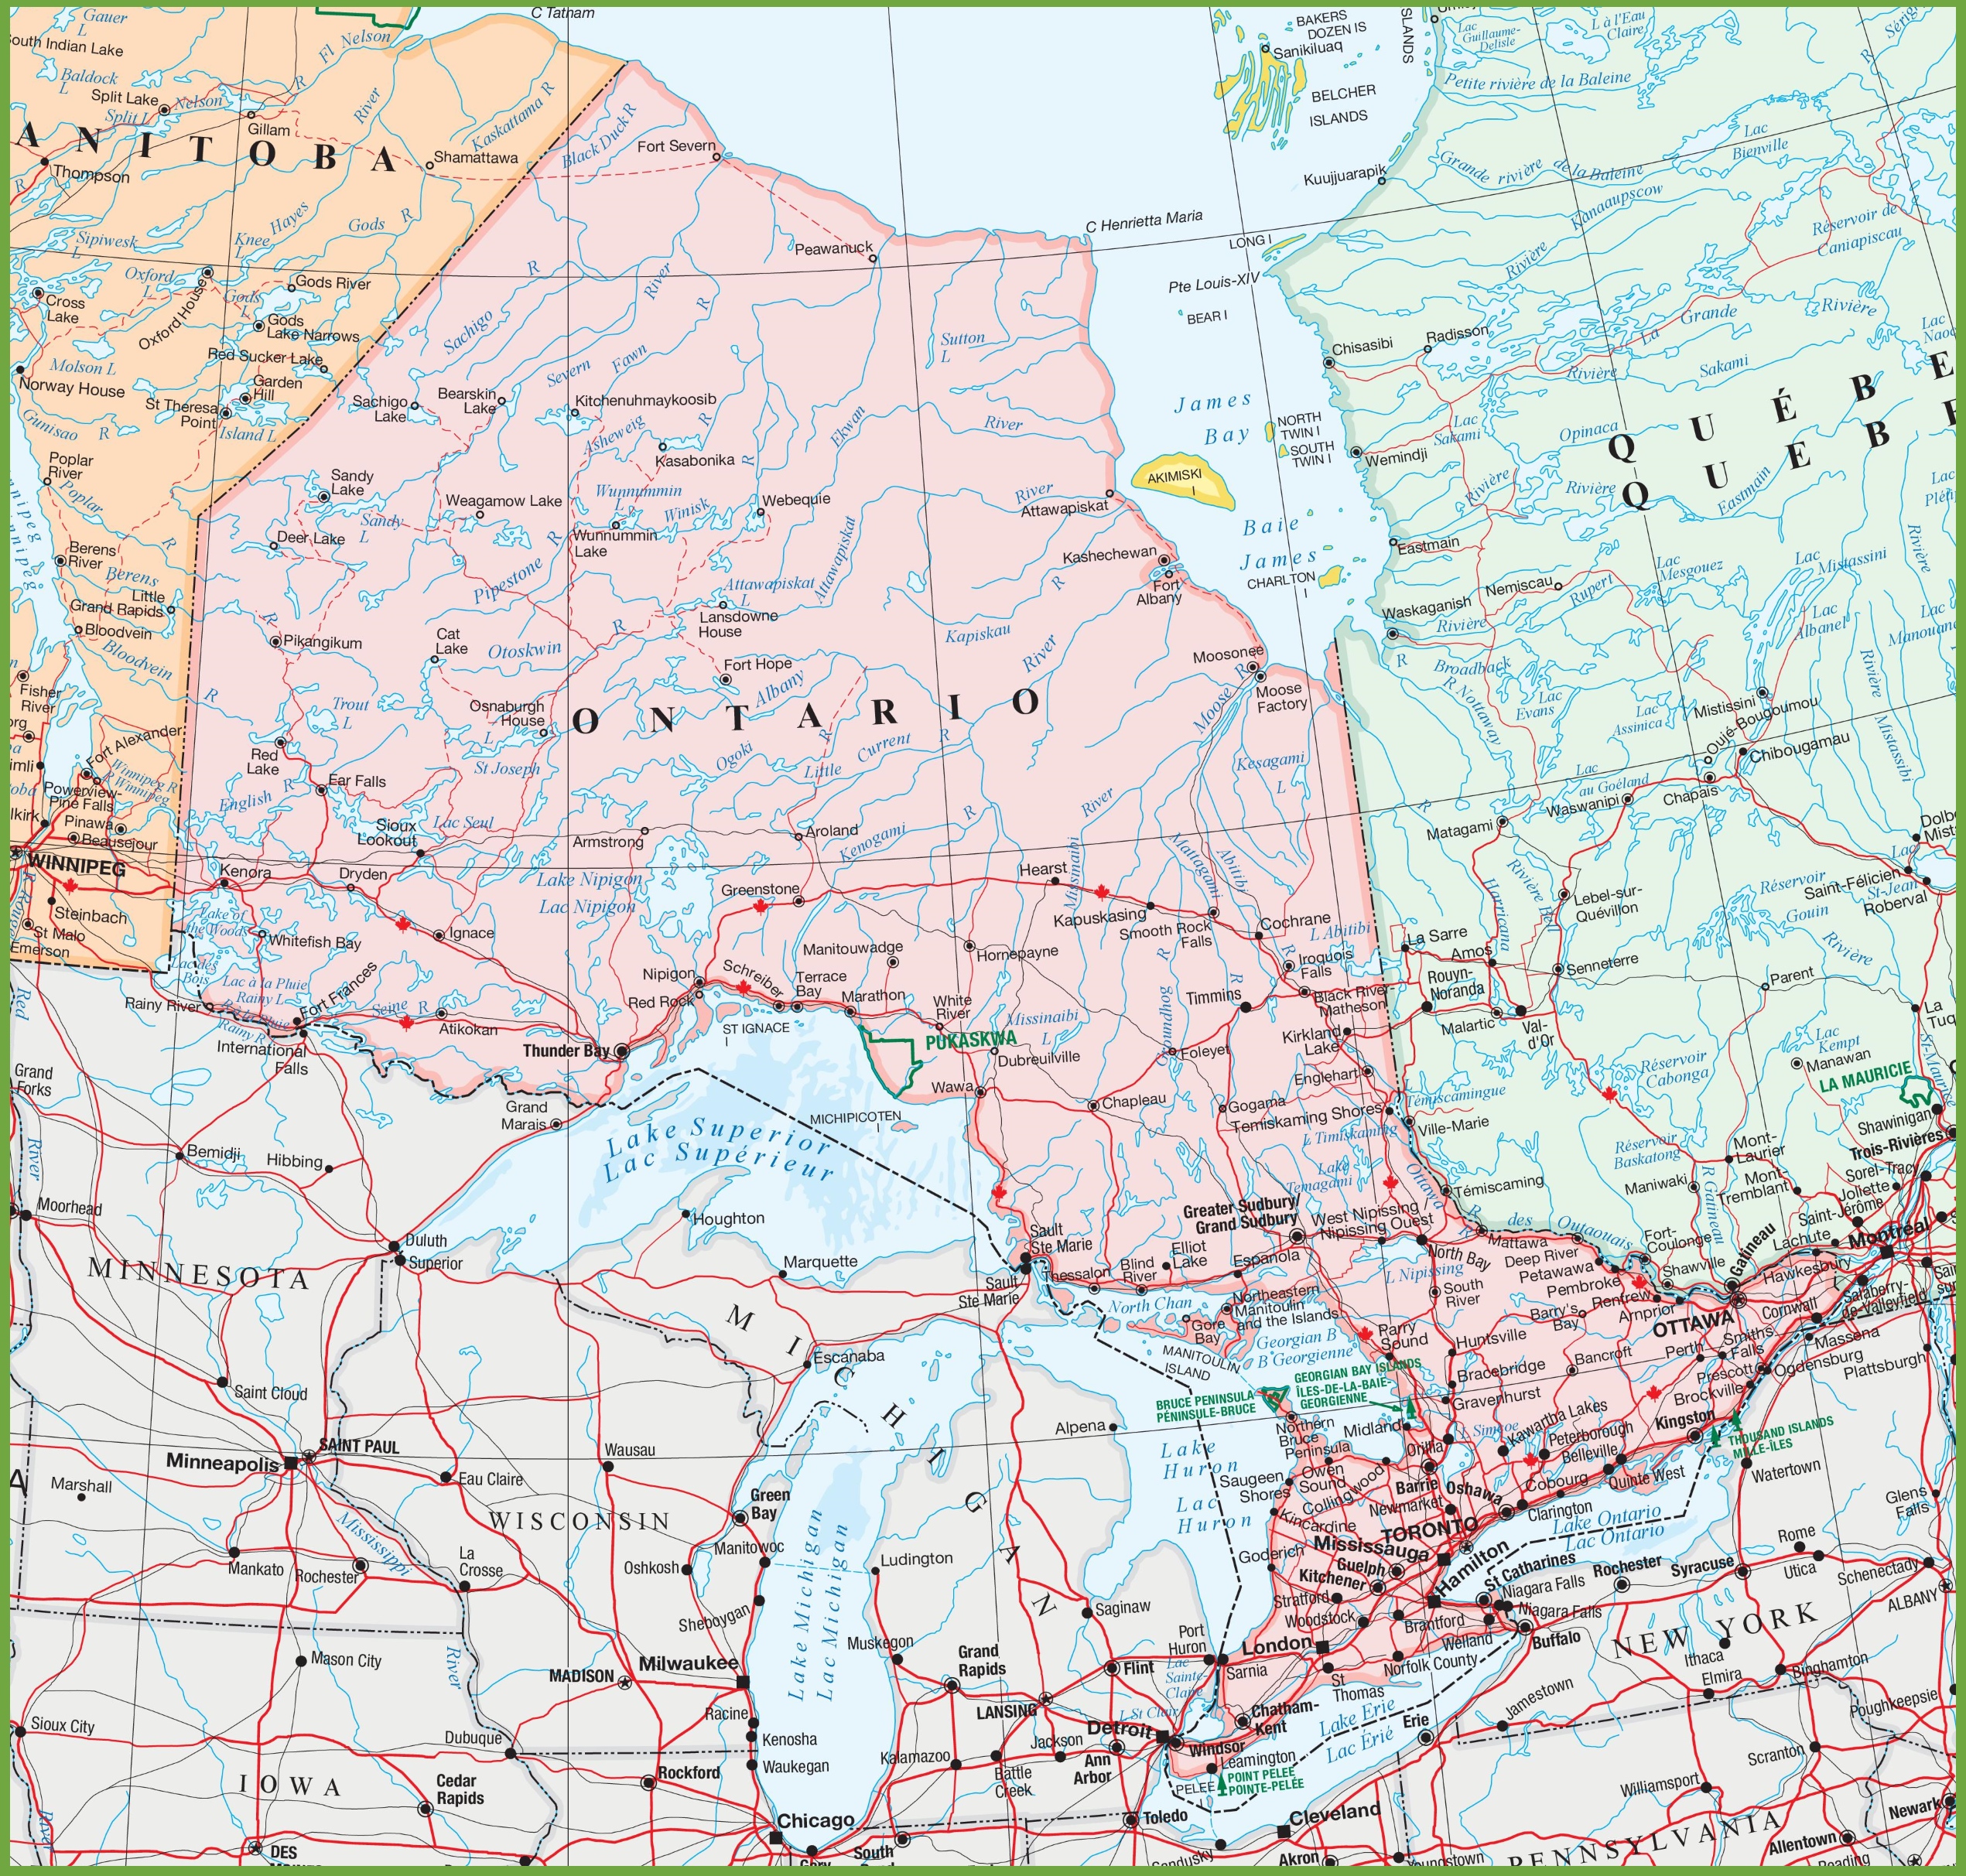 Gauer
L
South Indian Lake
Baldock
L
Split Lake
Split L
Nelson
R
Fl Nelson
Gillam
River
Kaskattama R
Shamattawa
Black Duck R
M A N I T O B A
Thompson
C Tatnam
Fort Severn
Peawanuck
C Henrietta Maria
BAKERS
DOZEN IS
Sanikiluaq
BELCHER
ISLANDS
Kuujjuarapik
LONG I
Pte Louis-XIV
BEAR I
Lac
Guillaume-
Delisle
L à l'Eau
Claire
Petite rivière de la Baleine
Grande rivière de la Baleine
Lac
Bienville
Kanaaupscow
Rivière
Réservoir de
Caniapiscau
La
Grande
Rivière
Sipiwesk
L
Hayes
Gods R
Knee
L
Oxford
L
Oxford House
Gods River
Gods
L
Gods
Lake Narrows
Cross
Lake
Molson L
Norway House
Red Sucker Lake
Garden
Hill
St Theresa
Point
Island L
Gunisao R
Poplar
River
Poplar
R
Berens
River
Berens
Little
Grand Rapids
Bloodvein
Bloodvein
R
Fisher
River
Sachigo
R
Severn
River
Fawn
R
Sachigo
Lake
Bearskin
Lake
Kitchenuhmaykoosib
Asheweig
R
Kasabonika
Ekwan
River
Sutton
L
Sandy
Lake
Sandy
L
Weagamow Lake
Wunnummin
L
Wunnummin
Lake
Winisk
R
Webequie
Deer Lake
Pipestone
R
Attawapiskat
L
Attawapiskat
River
Attawapiskat
Lansdowne
House
Kashechewan
Fort
Albany
Kapiskau
R
River
Pikangikum
Cat
Lake
Otoskwin
R
Fort Hope
Albany
Osnaburgh
House
Trout
L
O N T A R I O
L
St Joseph
Ogoki
R
Little
Current
R
Moosonee
Moose
Factory
Moose R
Kesagami
L
James
Bay
Baie
James
NORTH
TWIN I
SOUTH
TWIN I
AKIMISKI
I
CHARLTON
I
Chisasibi
Radisson
Rivière
Sakami
Lac
Sakami
Wemindji
Opinaca
Rivière
Rivière
Eastmain
Eastmain
Q U É B E
Q U E B E
Nemiscau
Rupert
Waskaganish
Rivière
R
Broadback
R Nottaway
Lac
Evans
Lac
Mesgouez
Lac
Mistassini
Lac
Albanel
Rivière
Mistassibi
Manouane
Lac
Assinica
Mistissini
Oujé-Bougoumou
Chibougamau
Lac
au Goéland
Waswanipi
Chapais
Matagami
Rivière Bell
Harricana
Lebel-sur-
Quévillon
Réservoir
Gouin
Saint-Félicien
Lac
St-Jean
Roberval
Rivière
Parent
Fort Alexander
Winnipeg R
R Winnipeg
Powerview-
Pine Falls
Pinawa
Beausejour
WINNIPEG
Steinbach
St Malo
Emerson
Red
Red
Lake
Ear Falls
English R
Sioux
Lookout
Lac Seul
Armstrong
Aroland
Kenogami
R
River
Missinaibi
Mattagami
Abitibi
Kenora
Dryden
Lake Nipigon
Lac Nipigon
Greenstone
Hearst
Kapuskasing
Smooth Rock
Falls
Cochrane
L Abitibi
Lake of
the Woods
Whitefish Bay
Lac des
Bois
Ignace
Manitouwadge
Hornepayne
R
R
R
Iroquois
Falls
La Sarre
Amos
Rouyn-
Noranda
Senneterre
Rainy River
Lac à la Pluie
Rainy L
R à la Pluie
Rainy R
Fort Frances
International
Falls
Seine R
Atikokan
Nipigon
Red Rock
Schreiber
Terrace
Bay
Marathon
White
River
ST IGNACE
I
PUKASKWA
Missinaibi
L
Dubreuilville
Groundhog
Foleyet
Timmins
Black River-
Matheson
Kirkland
Lake
Malartic
Val-
d'Or
Thunder Bay
Grand
Forks
Grand
Marais
Wawa
MICHIPICOTEN
I
Chapleau
Gogama
Englehart
Temiskaming Shores
L Timiskaming
L
Témiscamingue
Ville-Marie
Réservoir
Cabonga
Lac
Kempt
Manawan
LA MAURICIE
St-Maurice
Shawinigan
Trois-Rivières
Réservoir
Baskatong
Mont-
Laurier
Maniwaki
R Gatineau
Mont-
Tremblant
Sorel-Tracy
Joliette
Saint-Jérôme
Lake Superior
Lac Supérieur
River
Bemidji
Hibbing
Moorhead
Duluth
Superior
Houghton
Marquette
Sault
Ste Marie
Sault
Ste Marie
Thessalon
Blind
River
Elliot
Lake
Espanola
Greater Sudbury/
Grand Sudbury
Lake
Temagami
West Nipissing /
Nipissing Ouest
Ottawa
R
Témiscaming
des
Outaouais
Mattawa
North Bay
L Nipissing
South
River
Deep River
Petawawa
Pembroke
Fort-
Coulonge
Shawville
Gatineau
Lachute
Montreal
Hawkesbury
Salaberry-
de-Valleyfield
Barry's
Bay
Renfrew
Arnprior
OTTAWA
Cornwall
Massena
MINNESOTA
M I C H I G A N
Escanaba
North Chan
Gore
Bay
Northeastern
Manitoulin
and the Islands
MANITOULIN
ISLAND
Georgian B
B Georgienne
Parry
Sound
Huntsville
Bracebridge
Gravenhurst
Bancroft
Perth
Smiths
Falls
Prescott
Brockville
Ogdensburg
Plattsburgh
GEORGIAN BAY ISLANDS
ÎLES-DE-LA-BAIE-
GEORGIENNE
BRUCE PENINSULA
PÉNINSULE-BRUCE
Northern
Bruce
Peninsula
Midland
Orillia
L Simcoe
Kawartha Lakes
Peterborough
Belleville
Kingston
THOUSAND ISLANDS
MILLE-ÎLES
Watertown
Quinte West
Cobourg
Clarington
Oshawa
Barrie
Newmarket
Collingwood
Owen
Sound
Saugeen
Shores
Kincardine
Goderich
Saint Cloud
Minneapolis
SAINT PAUL
Marshall
Eau Claire
Wausau
Green
Bay
Alpena
Lake
Huron
Lac
Huron
Lake Ontario
Lac Ontario
Glens
Falls
TORONTO
Mississauga
Guelph
Kitchener
Hamilton
St Catharines
Niagara Falls
Niagara Falls
Rochester
Syracuse
Rome
Utica
Schenectady
ALBANY
Stratford
Woodstock
Brantford
Welland
Buffalo
London
Norfolk County
St
Thomas
Mississippi
WISCONSIN
Mankato
Rochester
La
Crosse
Oshkosh
Manitowoc
Sheboygan
Ludington
Lake Michigan
Lac Michigan
Saginaw
Muskegon
Grand
Rapids
Flint
Port
Huron
Sarnia
Lac
Sainte-
Claire
L St Clair
Chatham-
Kent
Lake Erie
Lac Érié
Erie
Jamestown
NEW YORK
Ithaca
Elmira
Binghamton
Poughkeepsie
Scranton
Mason City
River
MADISON
Milwaukee
Racine
Kenosha
Waukegan
LANSING
Detroit
Windsor
Leamington
POINT PELEE
POINTE-PELÉE
PELEE
I
Ann
Arbor
Jackson
Kalamazoo
Battle
Creek
Sioux City
IOWA
Cedar
Rapids
Dubuque
Rockford
Chicago
DES
South
Toledo
Cleveland
Sandusky
Akron
Youngstown
Williamsport
Newark
PENNSYLVANIA
Allentown
Reading